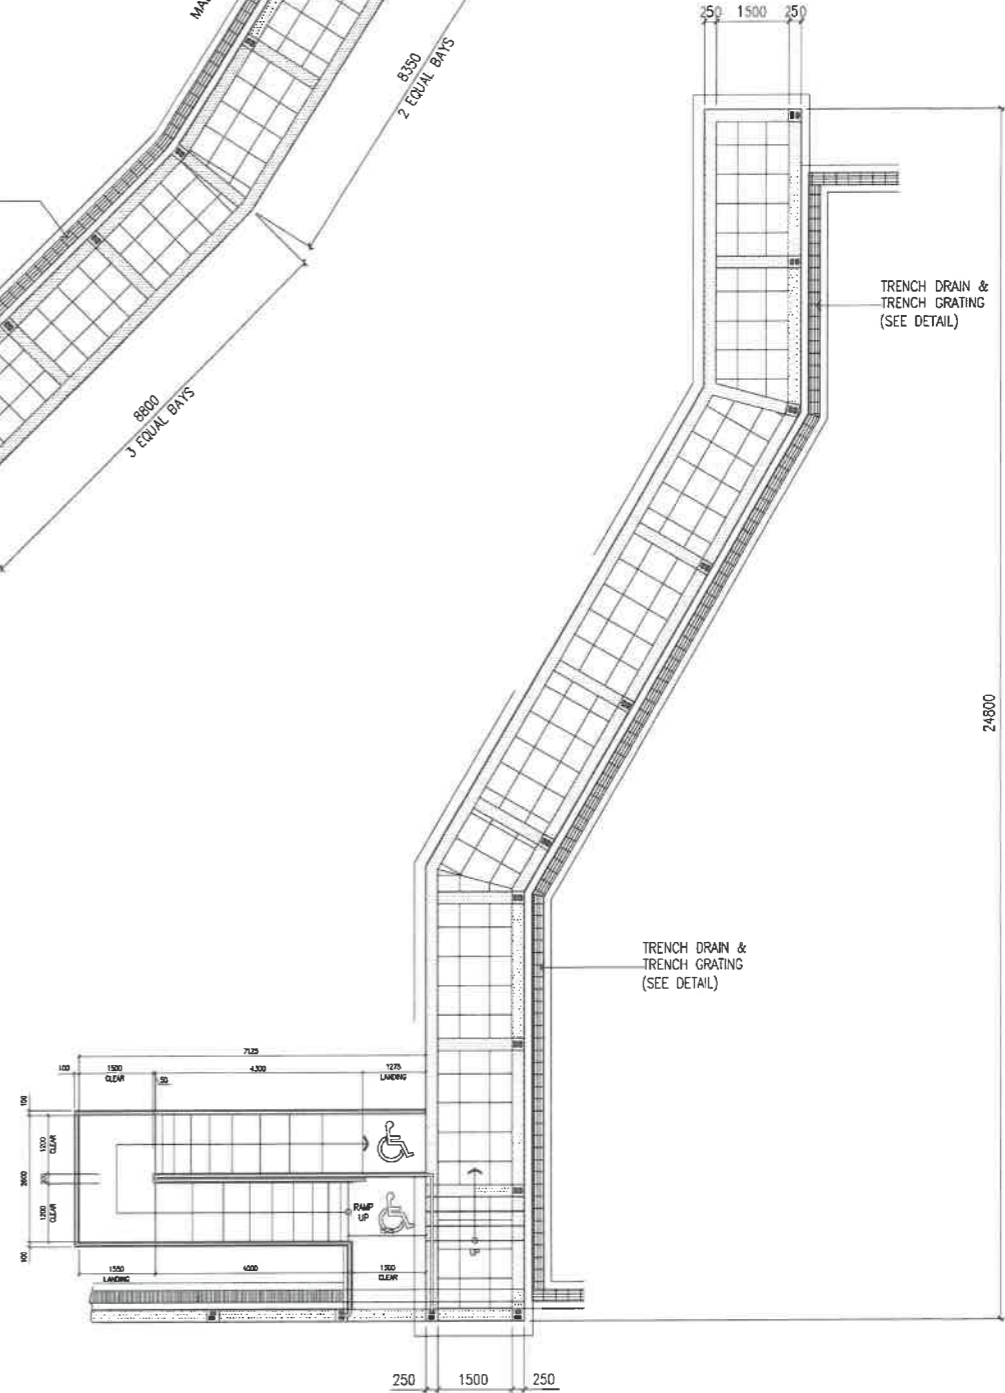 250 1500 250
8350
2 EQUAL BAYS
TRENCH DRAIN &
TRENCH GRATING
(SEE DETAIL)
8800
3 EQUAL BAYS
24800
TRENCH DRAIN &
TRENCH GRATING
(SEE DETAIL)
7125
100 1500 4300 1275
CLEAR 50 LANDING
100
1200 CLEAR
2600
1200 CLEAR
100
RAMP
UP
UP
1550 4000 1500
LANDING CLEAR
250 1500 250